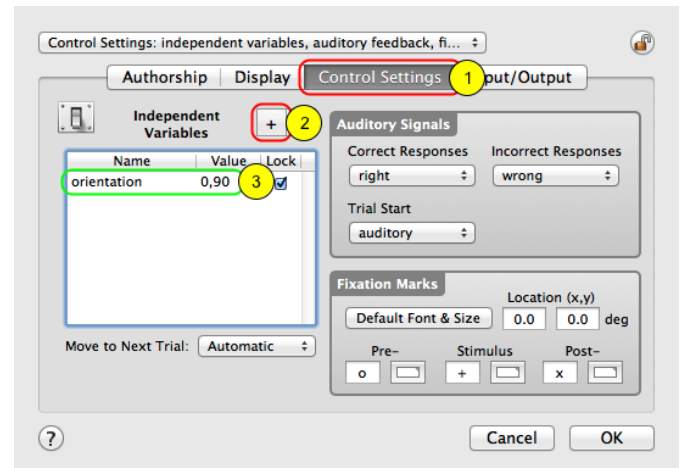 Control Settings: independent variables, auditory feedback, fi...
Authorship Display Control Settings 1 put/Output
Independent
Variables
+ 2
Name Value Lock
orientation 0,90 3
Move to Next Trial: Automatic
Auditory Signals
Correct Responses Incorrect Responses
right wrong
Trial Start
auditory
Fixation Marks
Location (x,y)
Default Font & Size 0.0 0.0 deg
Pre- Stimulus Post-
o + x
? Cancel OK